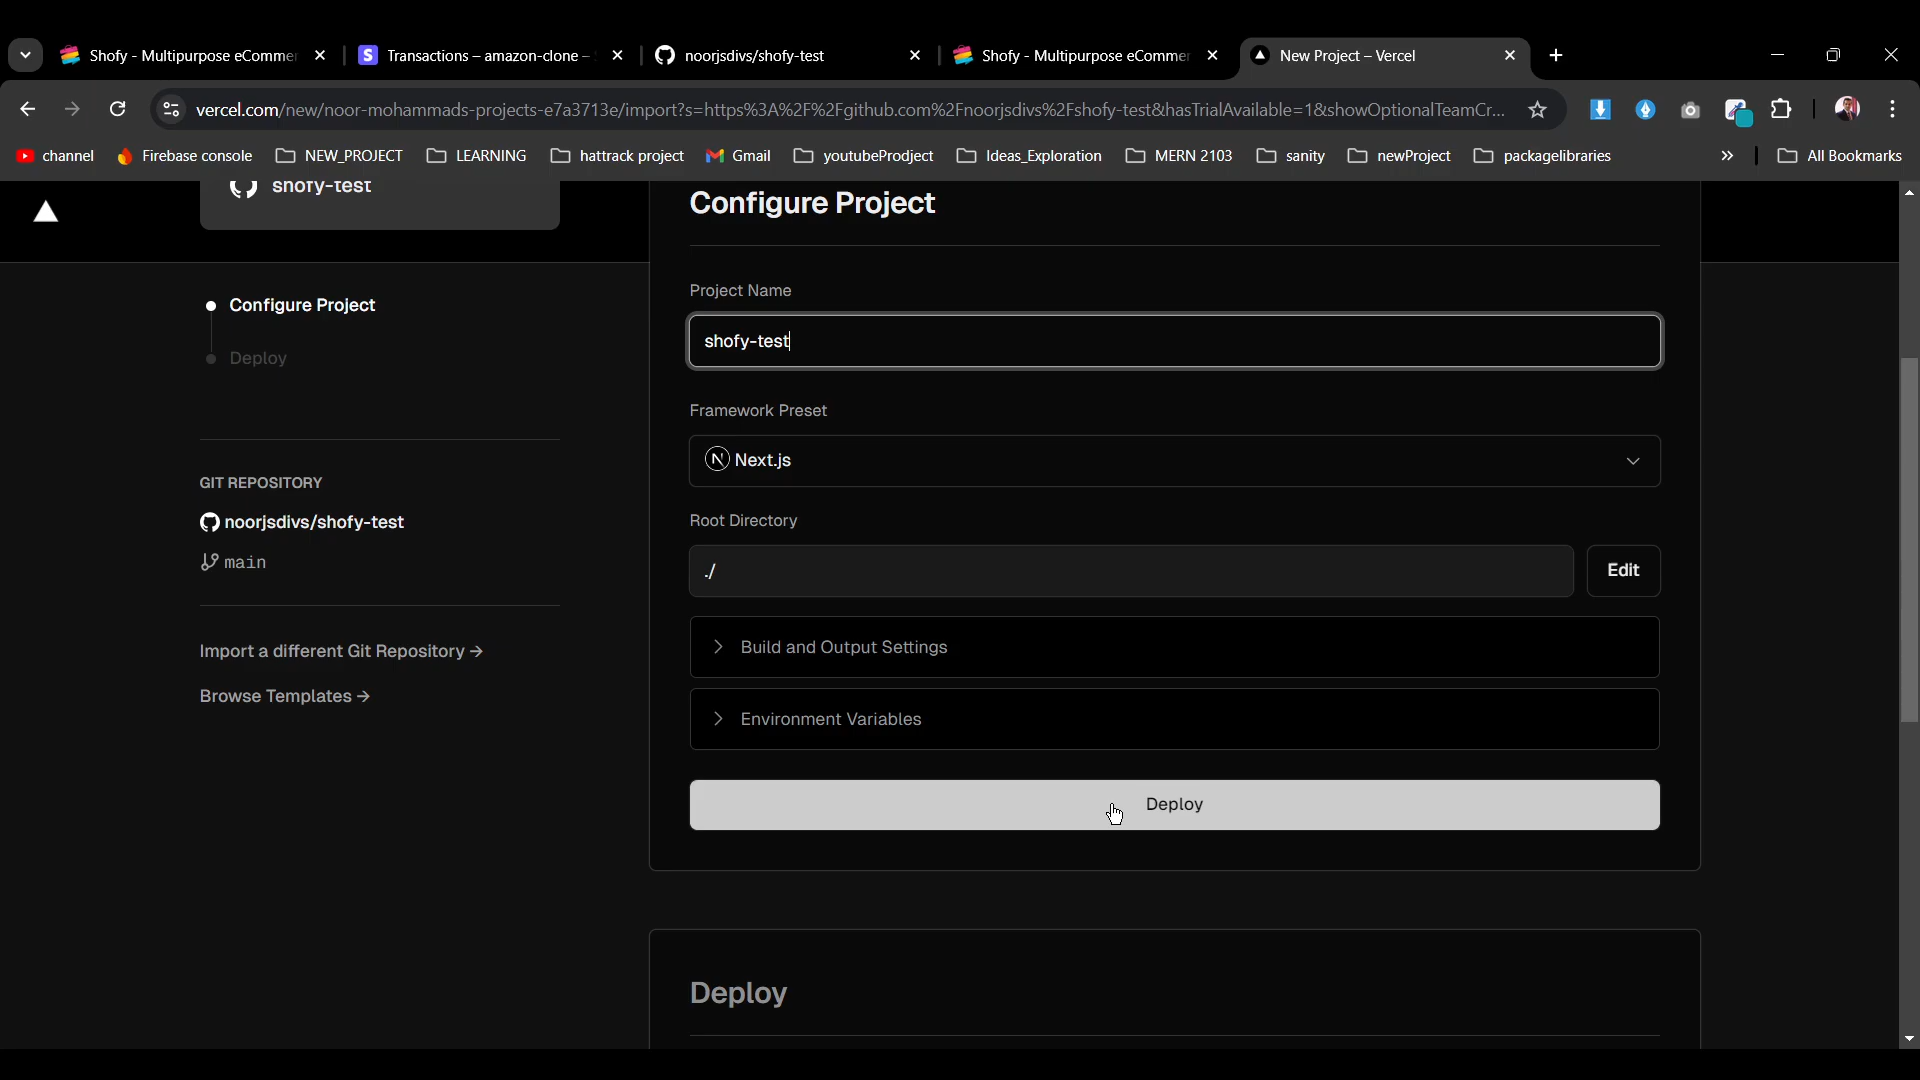 Shofy - Multipurpose eCommer
Transactions – amazon-clone –
noorjsdivs/shofy-test
Shofy - Multipurpose eCommer
New Project – Vercel
vercel.com/new/noor-mohammads-projects-e7a3713e/import?s=https%3A%2F%2Fgithub.com%2Fnoorjsdivs%2Fshofy-test&hasTrialAvailable=1&showOptionalTeamCr...
channel
Firebase console
NEW_PROJECT
LEARNING
hattrack project
Gmail
youtubeProdject
Ideas_Exploration
MERN 2103
sanity
newProject
packagelibraries
All Bookmarks
shofy-test
Configure Project
Deploy
GIT REPOSITORY
noorjsdivs/shofy-test
main
Import a different Git Repository →
Browse Templates →
Configure Project
Project Name
shofy-test
Framework Preset
Next.js
Root Directory
./
Edit
Build and Output Settings
Environment Variables
Deploy
Deploy